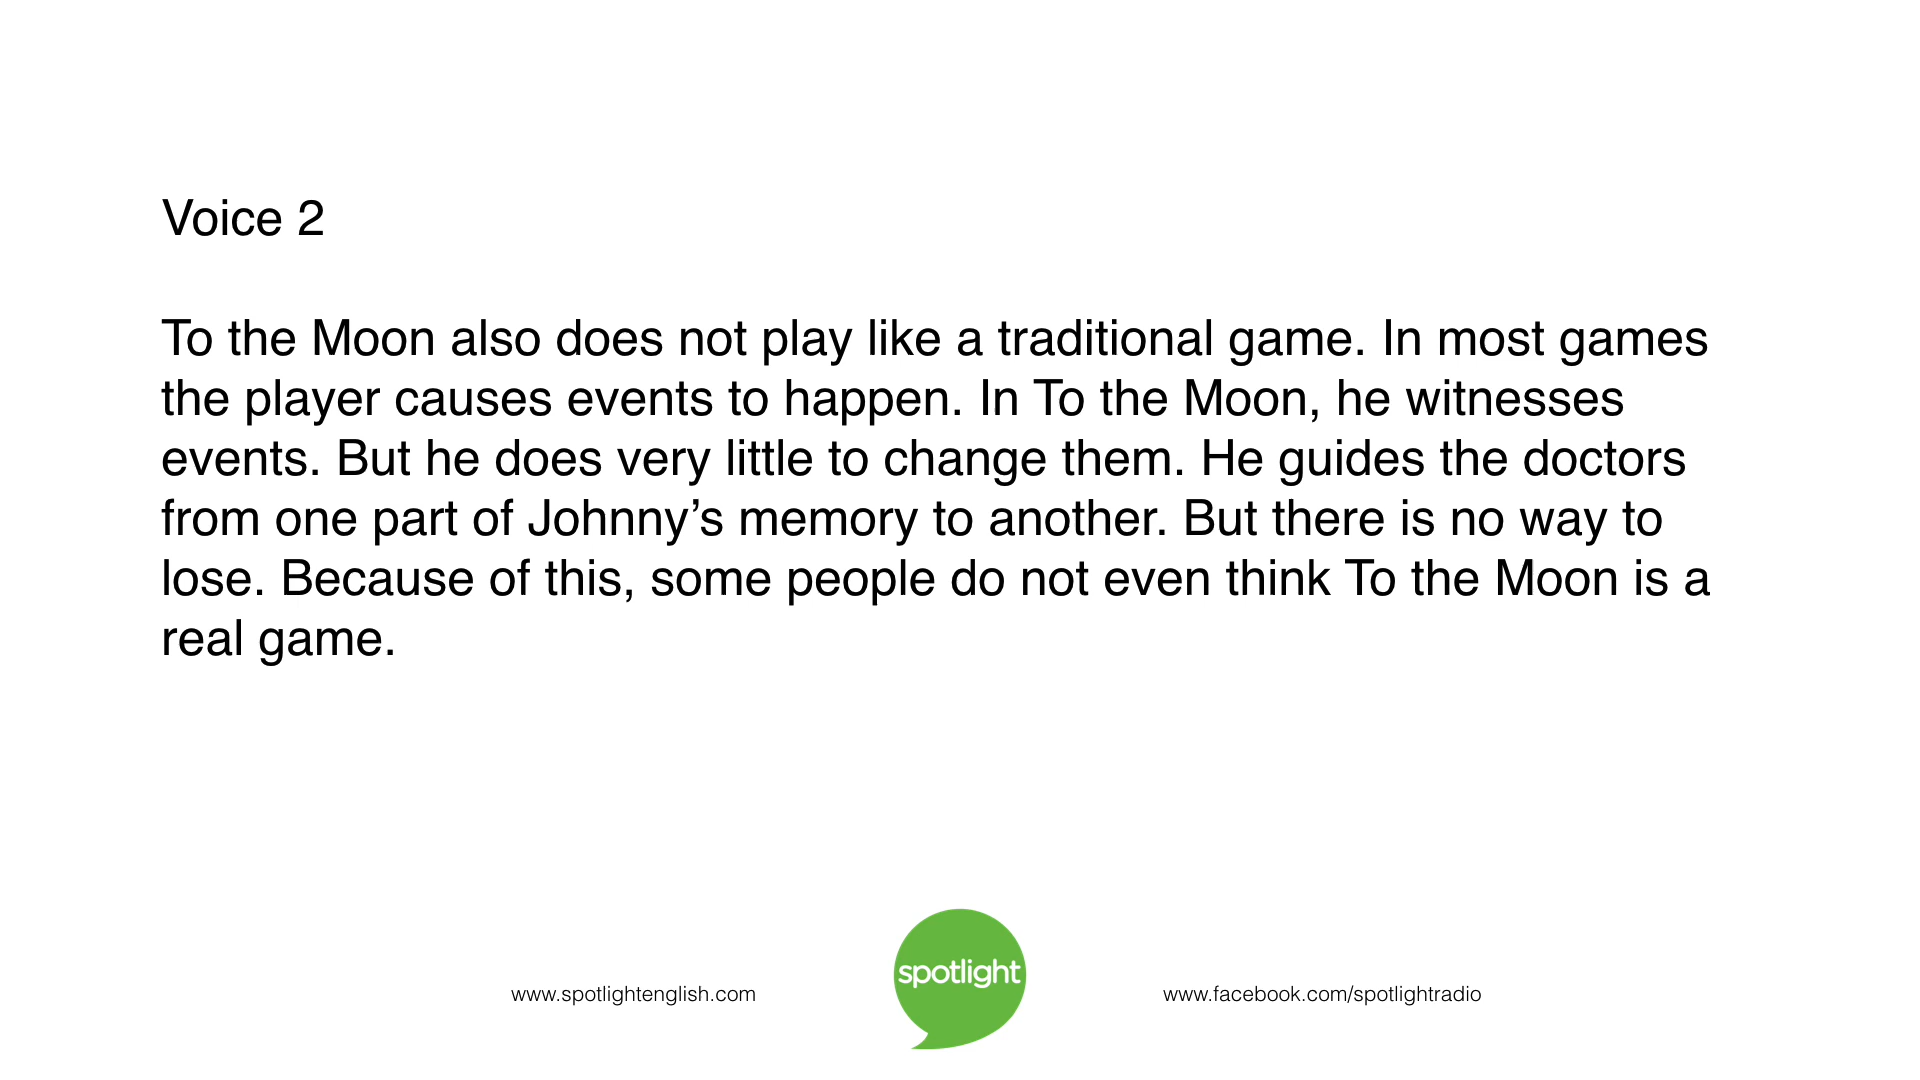 Voice 2
To the Moon also does not play like a traditional game. In most games
the player causes events to happen. In To the Moon, he witnesses
events. But he does very little to change them. He guides the doctors
from one part of Johnny’s memory to another. But there is no way to
lose. Because of this, some people do not even think To the Moon is a
real game.
spotlight
www.spotlightenglish.com
www.facebook.com/spotlightradio